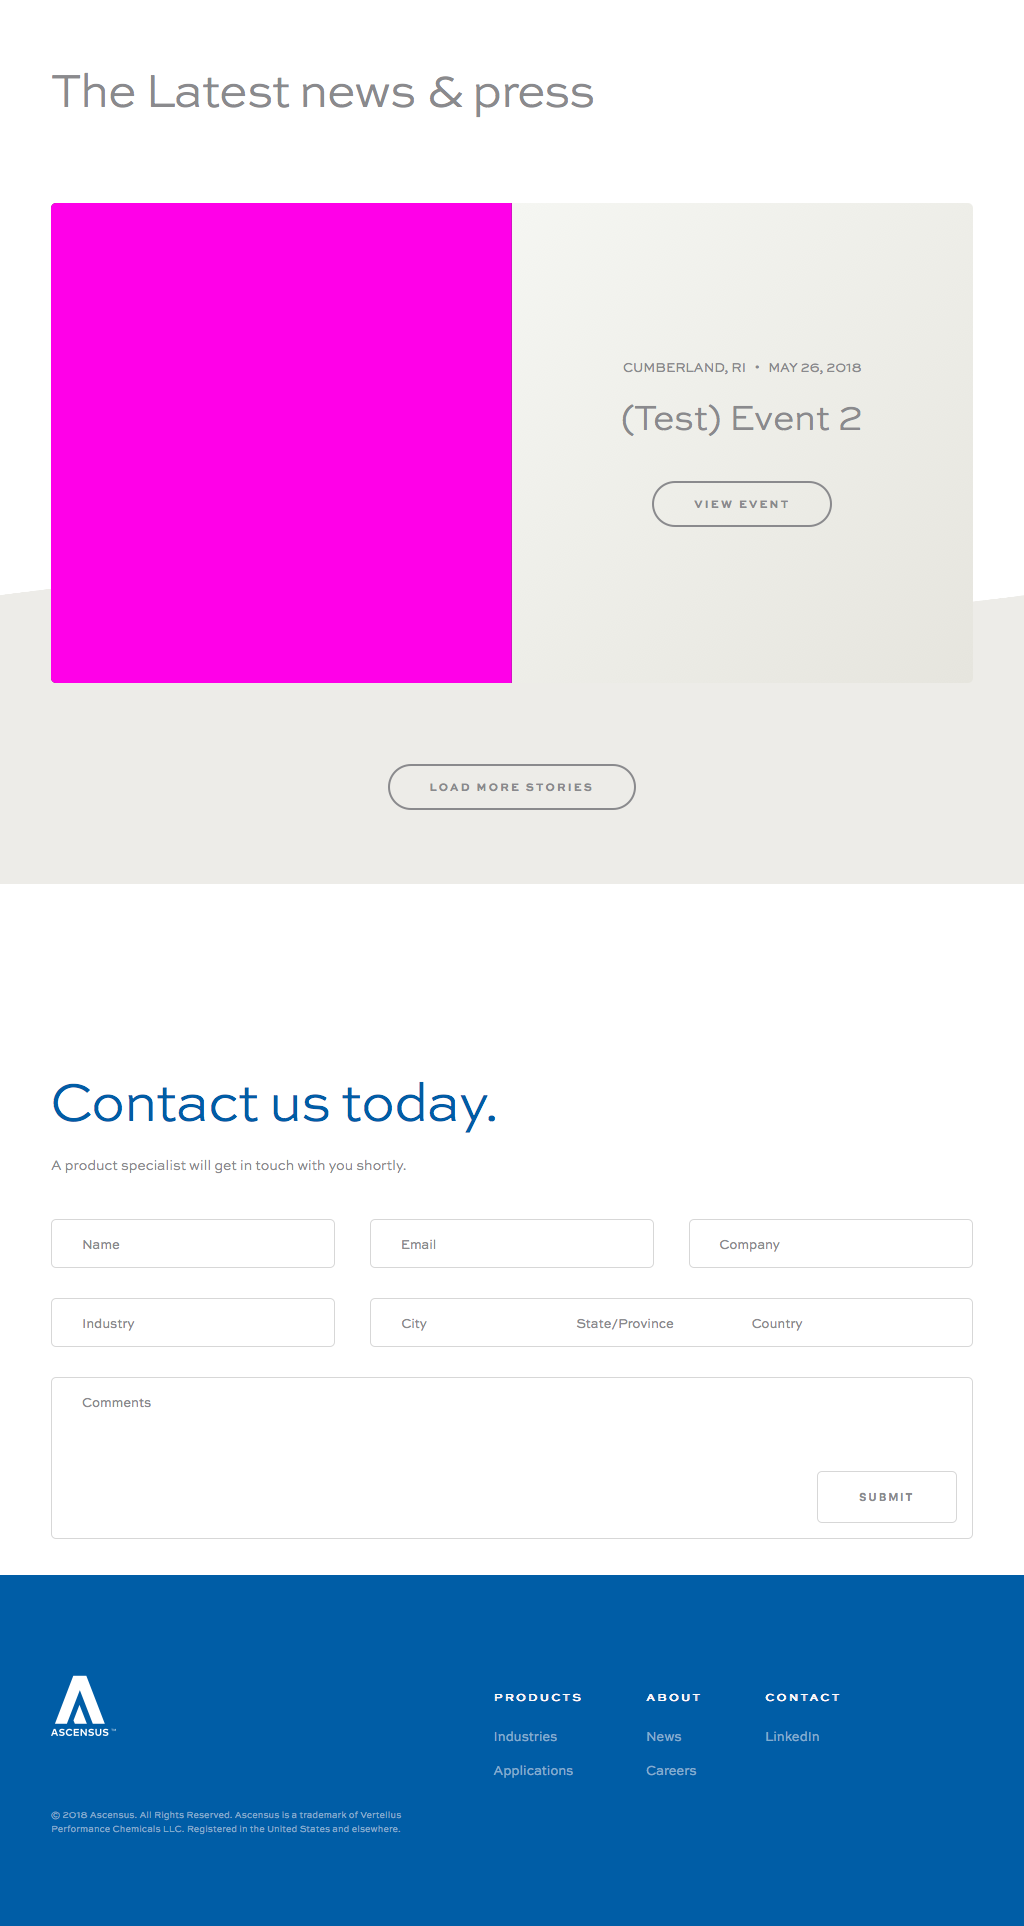 The Latest news & press
CUMBERLAND, RI • MAY 26, 2018
(Test) Event 2
VIEW EVENT
LOAD MORE STORIES
Contact us today.
A product specialist will get in touch with you shortly.
Name
Email
Company
Industry
City
State/Province
Country
Comments
SUBMIT
ASCENSUS™
PRODUCTS
Industries
Applications
ABOUT
News
Careers
CONTACT
LinkedIn
© 2018 Ascensus. All Rights Reserved. Ascensus is a trademark of Vertellus
Performance Chemicals LLC. Registered in the United States and elsewhere.